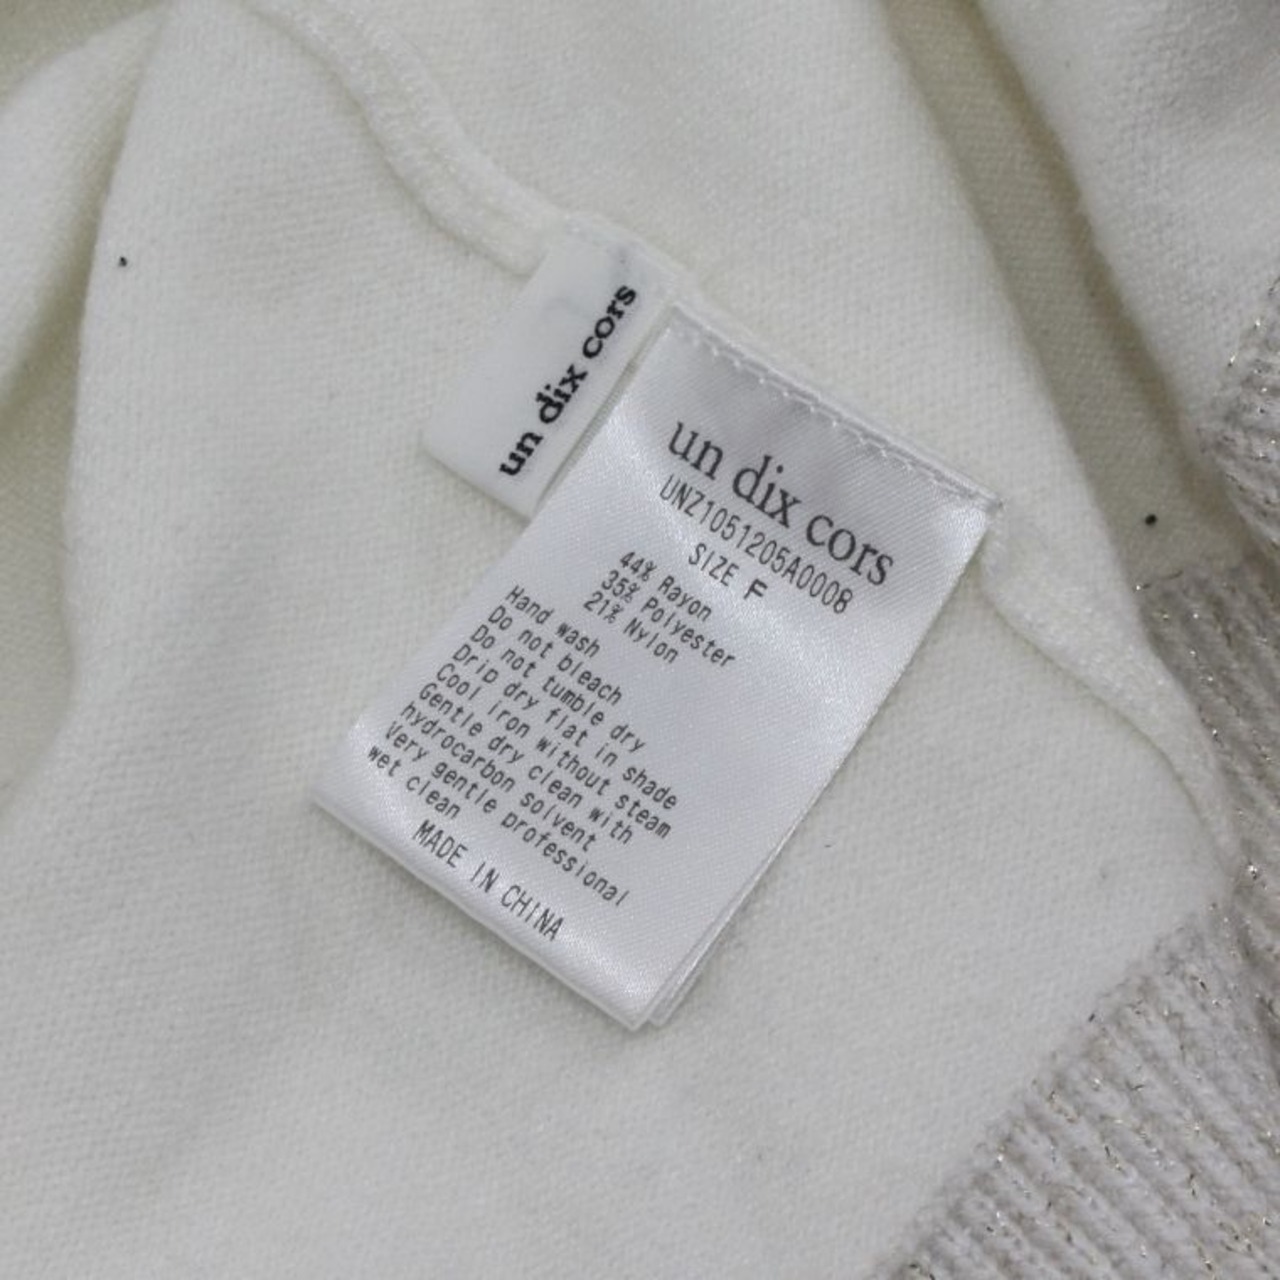 un dix cors
un dix cors
UNZ1051205A0008
SIZE F
44% Rayon
35% Polyester
21% Nylon
Hand wash
Do not bleach
Do not tumble dry
Drip dry flat in shade
Cool iron without steam
Gentle dry clean with
hydrocarbon solvent
Very gentle professional
wet clean
MADE IN CHINA